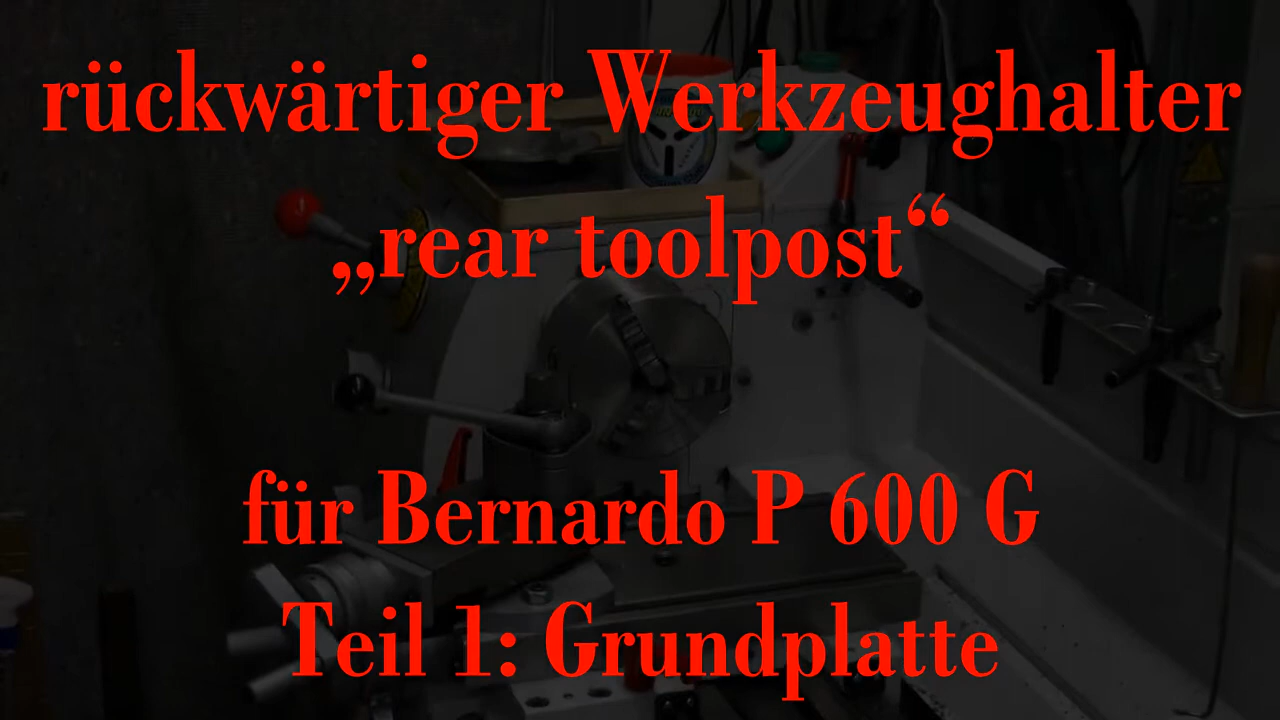 rückwärtiger Werkzeughalter
„rear toolpost“
für Bernardo P 600 G
Teil 1: Grundplatte